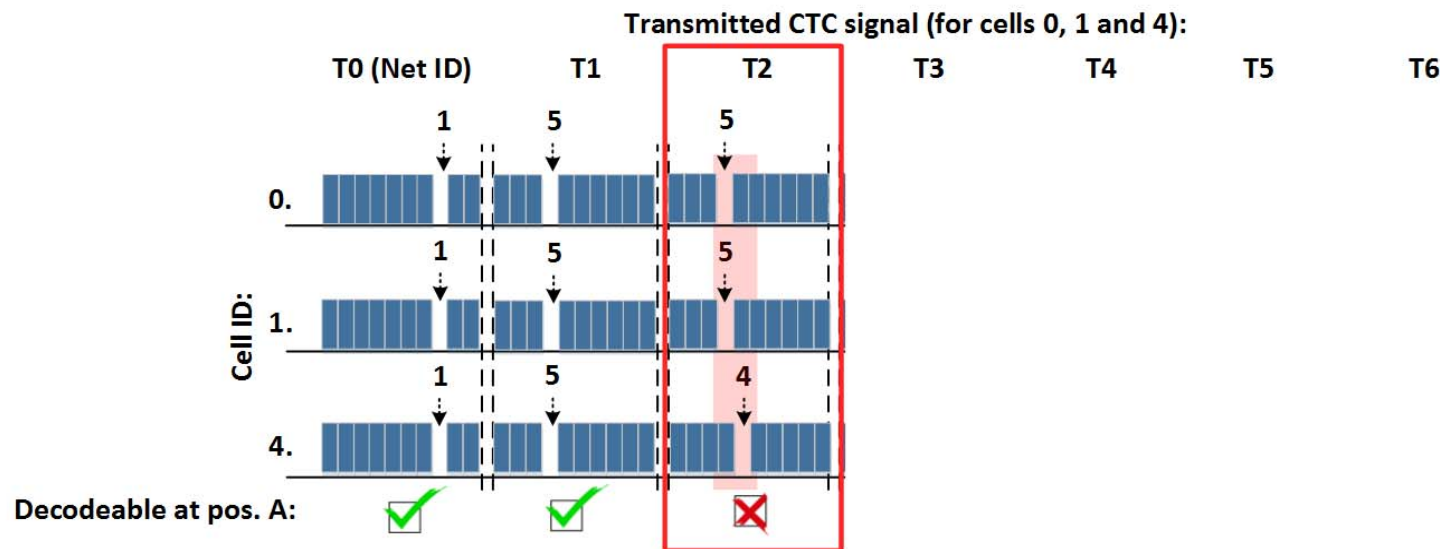 Transmitted CTC signal (for cells 0, 1 and 4):
T0 (Net ID) T1 T2 T3 T4 T5 T6
1 5 5
0.
1 5 5
1.
1 5 4
4.
Cell ID:
Decodeable at pos. A: